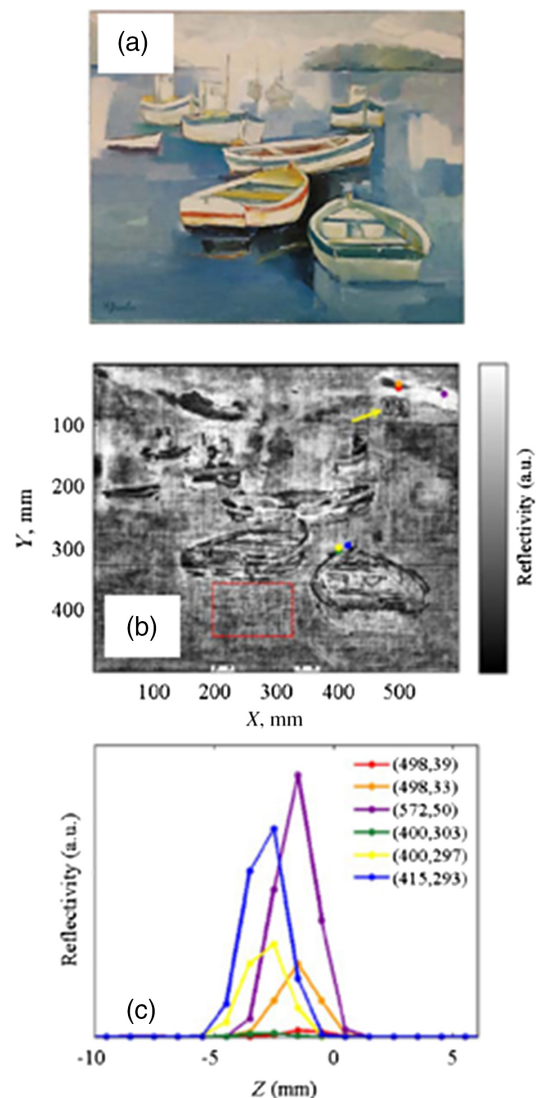 (a)
100
200
300
400
Y, mm
(b)
100 200 300 400 500
X, mm
Reflectivity (a.u.)
(498,39)
(498,33)
(572,50)
(400,303)
(400,297)
(415,293)
Reflectivity (a.u.)
(c)
-10 -5 0 5
Z (mm)